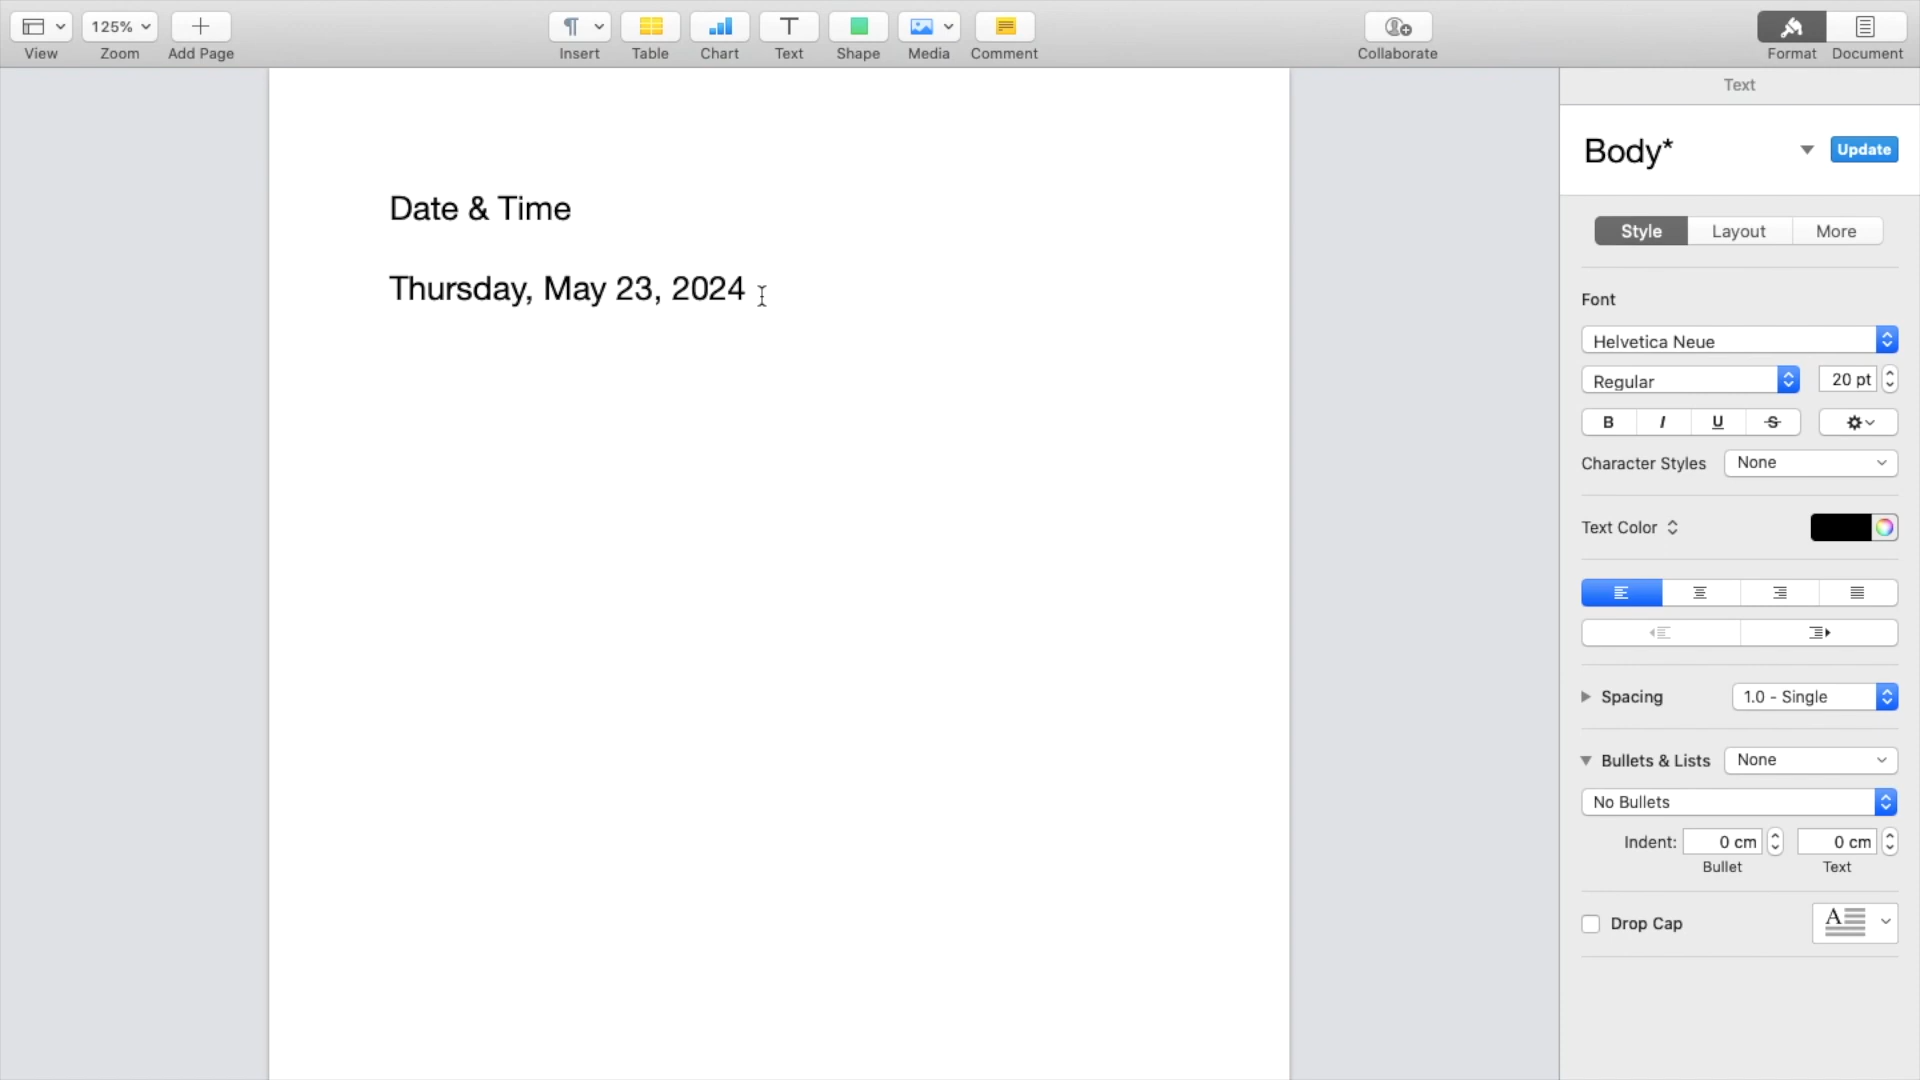 125%
View Zoom Add Page Insert Table Chart Text Shape Media Comment Collaborate Format Document
Text
Body* Update
Style Layout More
Date & Time
Thursday, May 23, 2024
Font
Helvetica Neue
Regular 20 pt
B I U S
Character Styles None
Text Color
Spacing 1.0 - Single
Bullets & Lists None
No Bullets
Indent: 0 cm 0 cm
Bullet Text
Drop Cap A